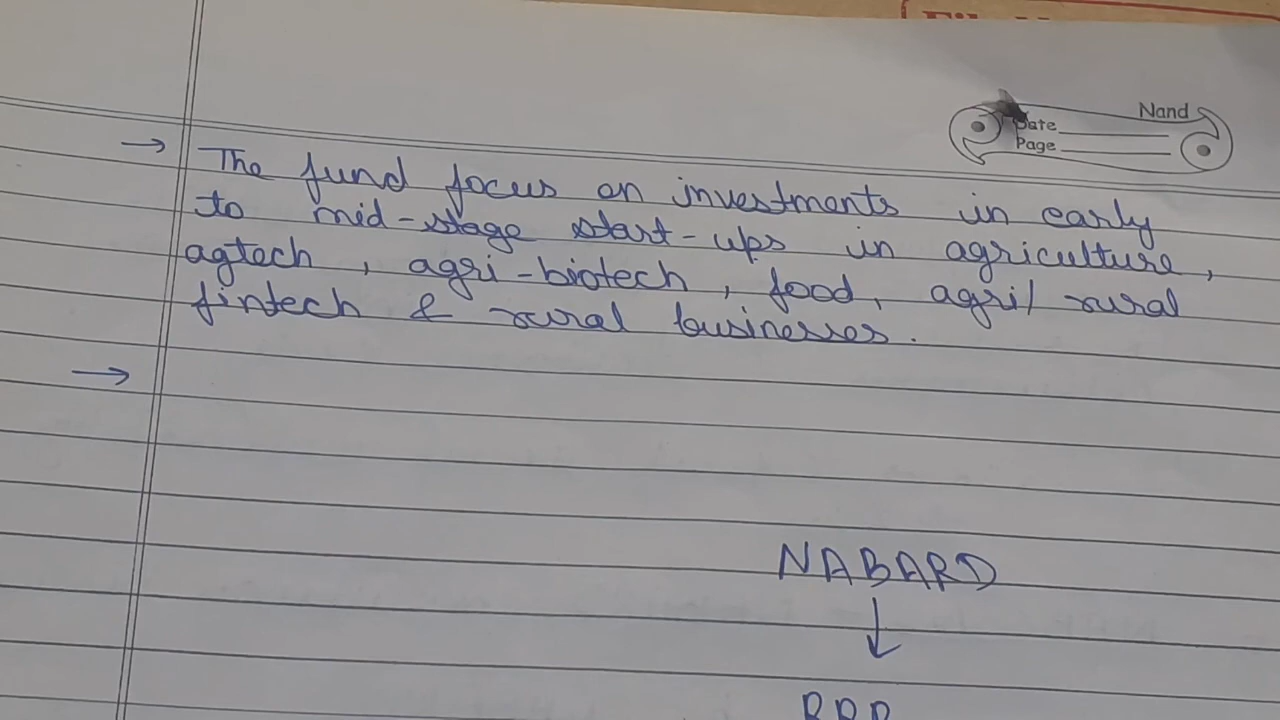 Nand
Date
Page
→ The fund focus on investments in early
to mid-stage start-ups in agriculture,
agtech, agri-biotech, food, agri/rural
fintech & rural businesses.
→
NABARD
↓